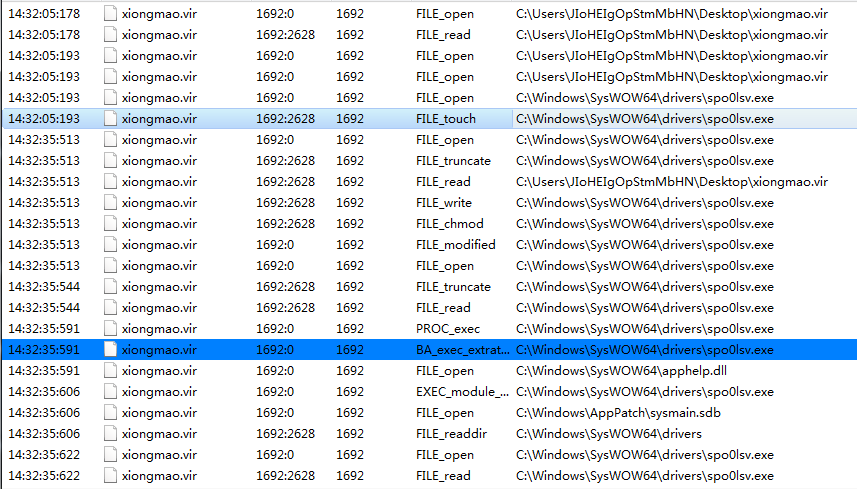 14:32:05:178 xiongmao.vir 1692:0 1692 FILE_open C:\Users\JIoHEIgOpStmMbHN\Desktop\xiongmao.vir
14:32:05:178 xiongmao.vir 1692:2628 1692 FILE_read C:\Users\JIoHEIgOpStmMbHN\Desktop\xiongmao.vir
14:32:05:193 xiongmao.vir 1692:0 1692 FILE_open C:\Users\JIoHEIgOpStmMbHN\Desktop\xiongmao.vir
14:32:05:193 xiongmao.vir 1692:0 1692 FILE_open C:\Users\JIoHEIgOpStmMbHN\Desktop\xiongmao.vir
14:32:05:193 xiongmao.vir 1692:0 1692 FILE_open C:\Windows\SysWOW64\drivers\spo0lsv.exe
14:32:05:193 xiongmao.vir 1692:2628 1692 FILE_touch C:\Windows\SysWOW64\drivers\spo0lsv.exe
14:32:35:513 xiongmao.vir 1692:0 1692 FILE_open C:\Windows\SysWOW64\drivers\spo0lsv.exe
14:32:35:513 xiongmao.vir 1692:2628 1692 FILE_truncate C:\Windows\SysWOW64\drivers\spo0lsv.exe
14:32:35:513 xiongmao.vir 1692:2628 1692 FILE_read C:\Users\JIoHEIgOpStmMbHN\Desktop\xiongmao.vir
14:32:35:513 xiongmao.vir 1692:2628 1692 FILE_write C:\Windows\SysWOW64\drivers\spo0lsv.exe
14:32:35:513 xiongmao.vir 1692:2628 1692 FILE_chmod C:\Windows\SysWOW64\drivers\spo0lsv.exe
14:32:35:513 xiongmao.vir 1692:0 1692 FILE_modified C:\Windows\SysWOW64\drivers\spo0lsv.exe
14:32:35:513 xiongmao.vir 1692:0 1692 FILE_open C:\Windows\SysWOW64\drivers\spo0lsv.exe
14:32:35:544 xiongmao.vir 1692:2628 1692 FILE_truncate C:\Windows\SysWOW64\drivers\spo0lsv.exe
14:32:35:544 xiongmao.vir 1692:2628 1692 FILE_read C:\Windows\SysWOW64\drivers\spo0lsv.exe
14:32:35:591 xiongmao.vir 1692:0 1692 PROC_exec C:\Windows\SysWOW64\drivers\spo0lsv.exe
14:32:35:591 xiongmao.vir 1692:0 1692 BA_exec_extrat... C:\Windows\SysWOW64\drivers\spo0lsv.exe
14:32:35:591 xiongmao.vir 1692:0 1692 FILE_open C:\Windows\SysWOW64\apphelp.dll
14:32:35:606 xiongmao.vir 1692:0 1692 EXEC_module_... C:\Windows\SysWOW64\drivers\spo0lsv.exe
14:32:35:606 xiongmao.vir 1692:0 1692 FILE_open C:\Windows\AppPatch\sysmain.sdb
14:32:35:606 xiongmao.vir 1692:2628 1692 FILE_readdir C:\Windows\SysWOW64\drivers
14:32:35:622 xiongmao.vir 1692:0 1692 FILE_open C:\Windows\SysWOW64\drivers\spo0lsv.exe
14:32:35:622 xiongmao.vir 1692:2628 1692 FILE_read C:\Windows\SysWOW64\drivers\spo0lsv.exe